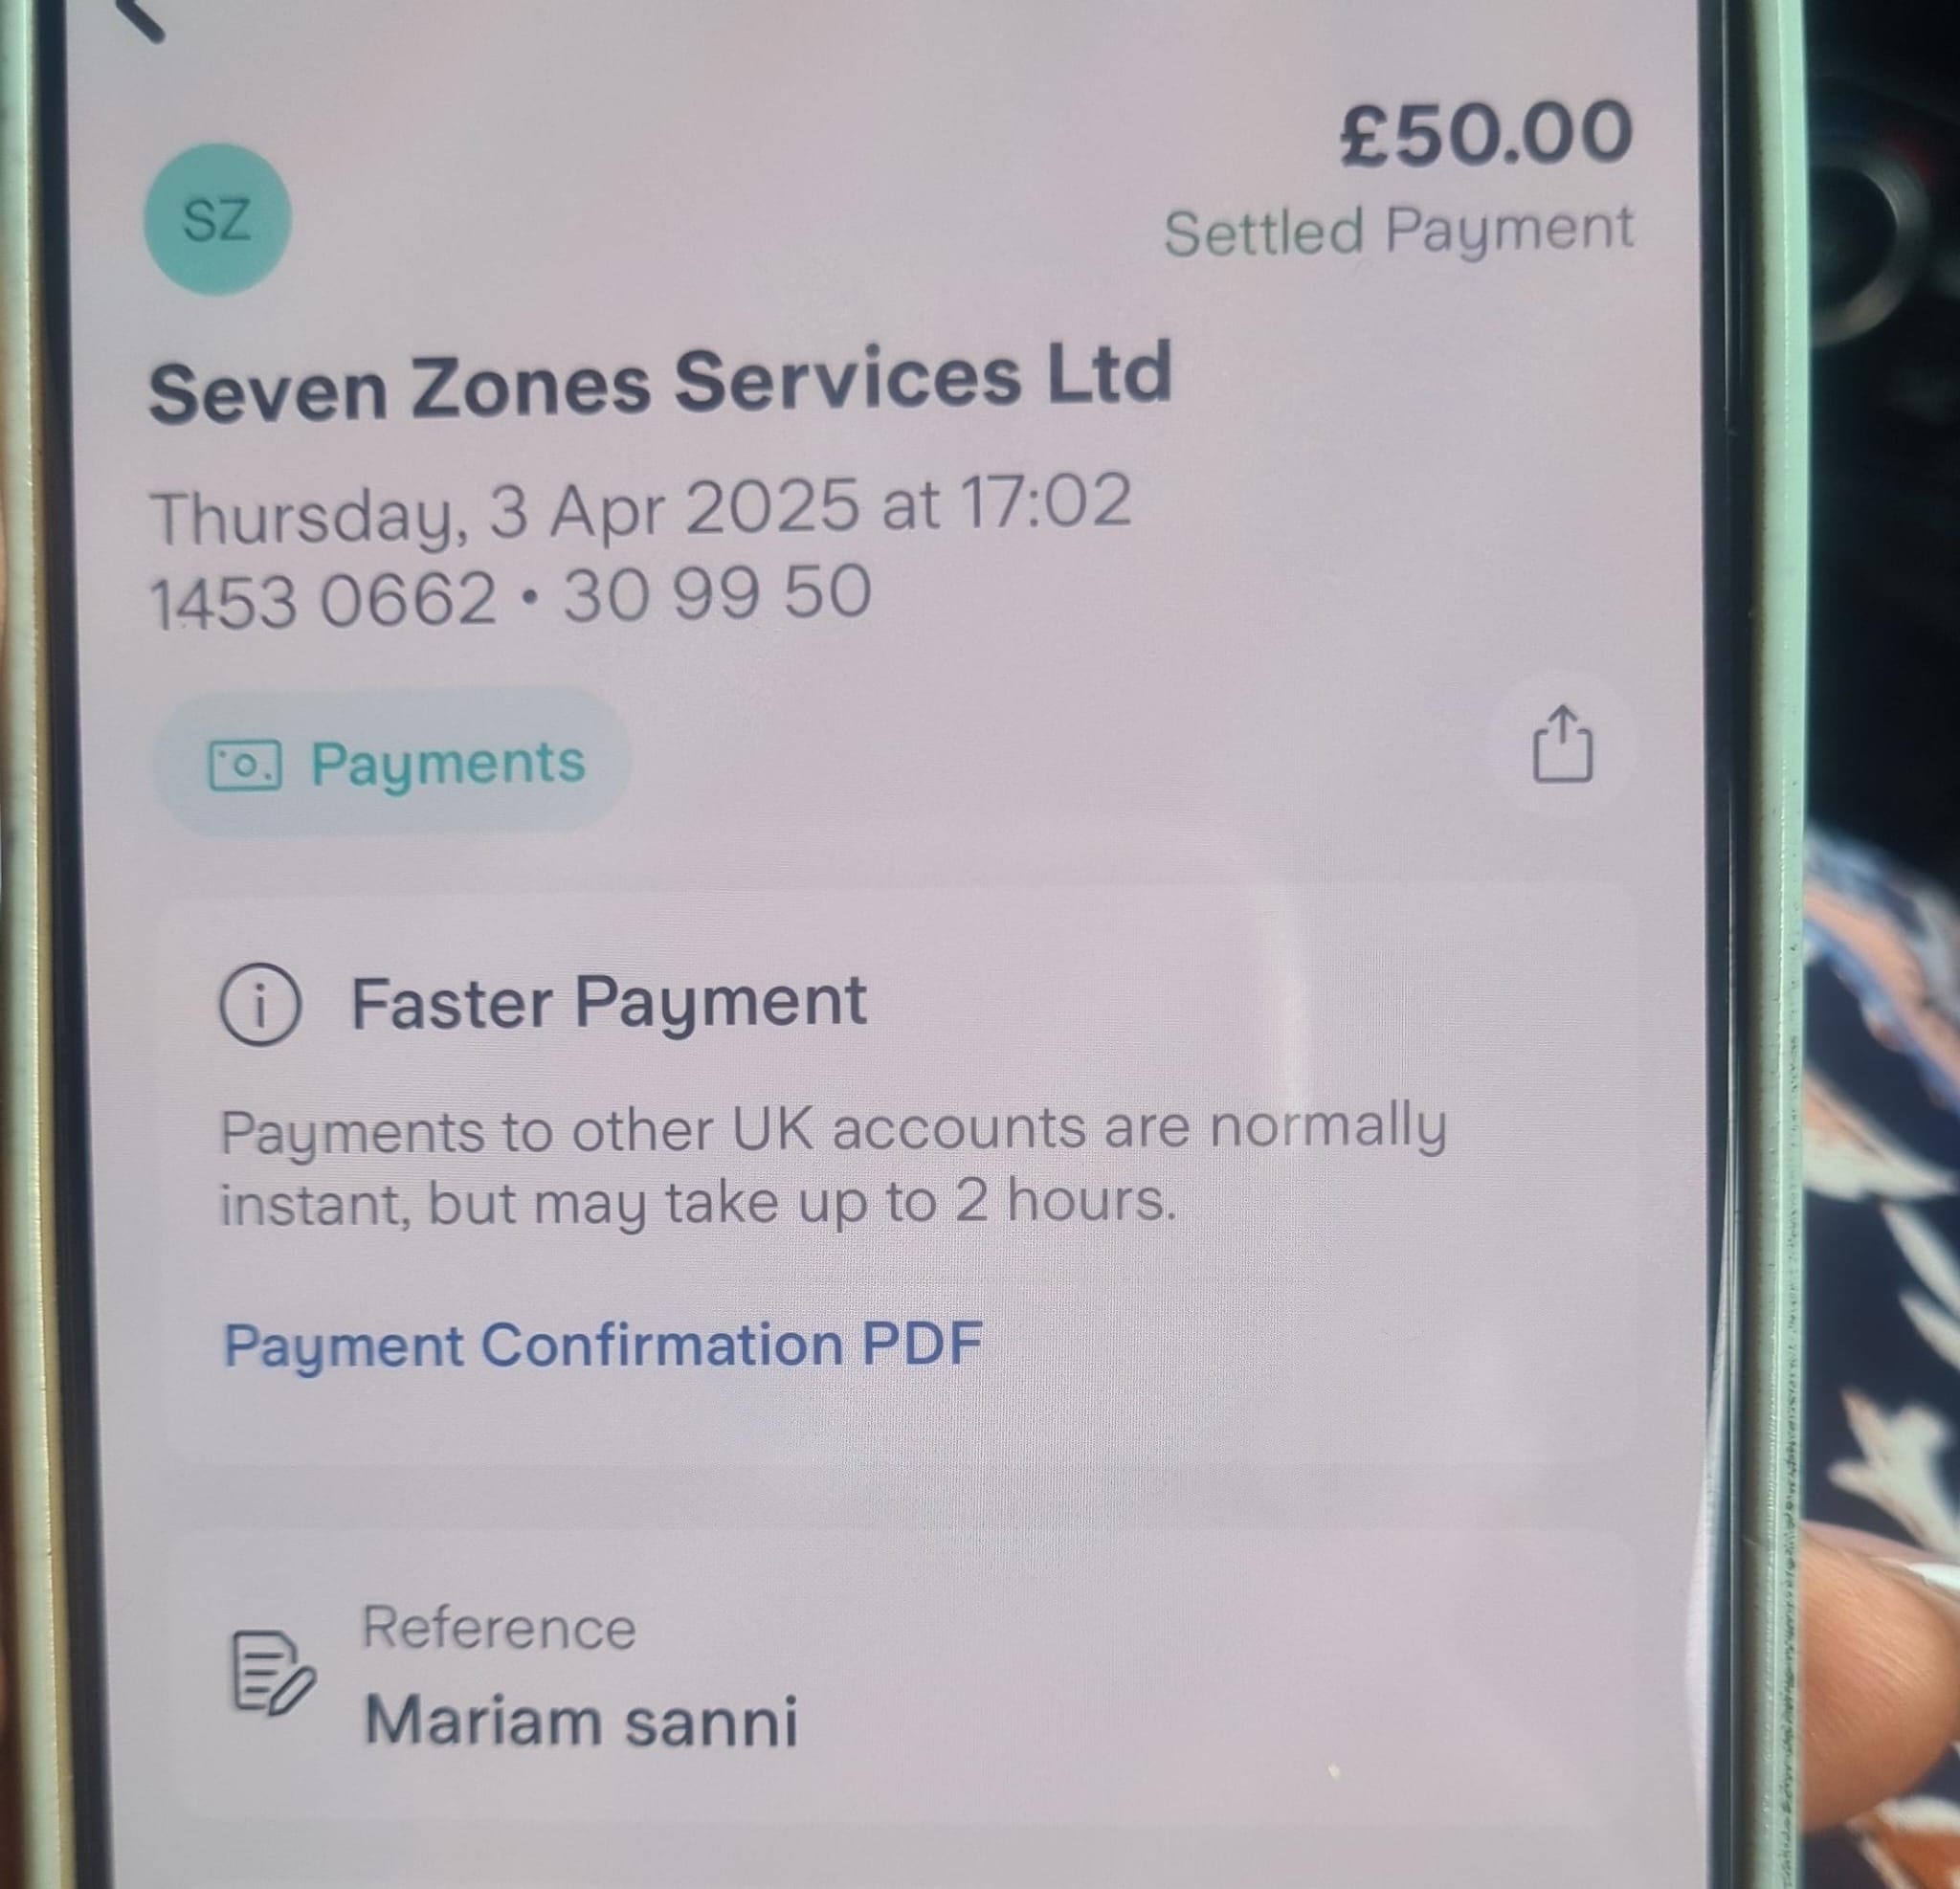 £50.00
Settled Payment
SZ
Seven Zones Services Ltd
Thursday, 3 Apr 2025 at 17:02
1453 0662 • 30 99 50
Payments
Faster Payment
Payments to other UK accounts are normally
instant, but may take up to 2 hours.
Payment Confirmation PDF
Reference
Mariam sanni